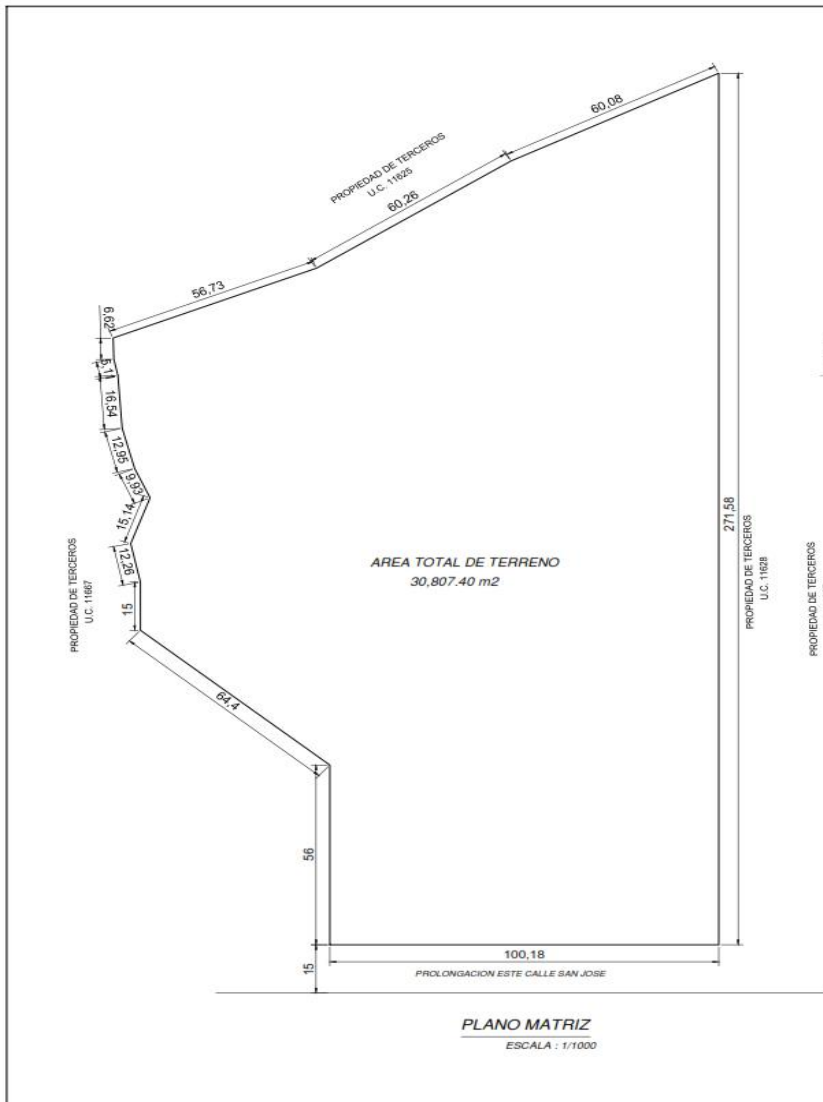 60,08
PROPIEDAD DE TERCEROS
U.C. 11625
60,26
56,73
6,62
5,11
16,54
12,95
9,93
15,14
12,26
15
PROPIEDAD DE TERCEROS
U.C. 11667
AREA TOTAL DE TERRENO
30,807.40 m2
271,58
PROPIEDAD DE TERCEROS
U.C. 11628
PROPIEDAD DE TERCEROS
64,4
56
100,18
15
PROLONGACION ESTE CALLE SAN JOSE
PLANO MATRIZ
ESCALA : 1/1000